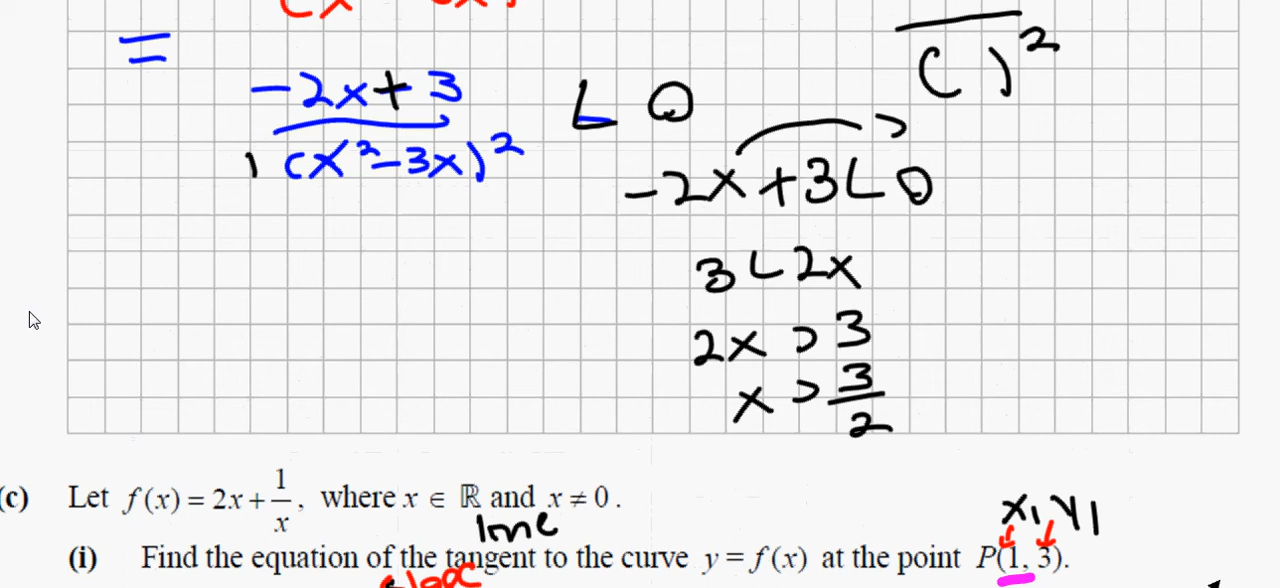 =
-2x + 3
(x² - 3x)²
< 0
( )²
-2x + 3 < 0
3 < 2x
2x > 3
x > 3/2
(c) Let f(x) = 2x + 1/x, where x ∈ ℝ and x ≠ 0.
line
x₁, y₁
(i) Find the equation of the tangent to the curve y = f(x) at the point P(1, 3).